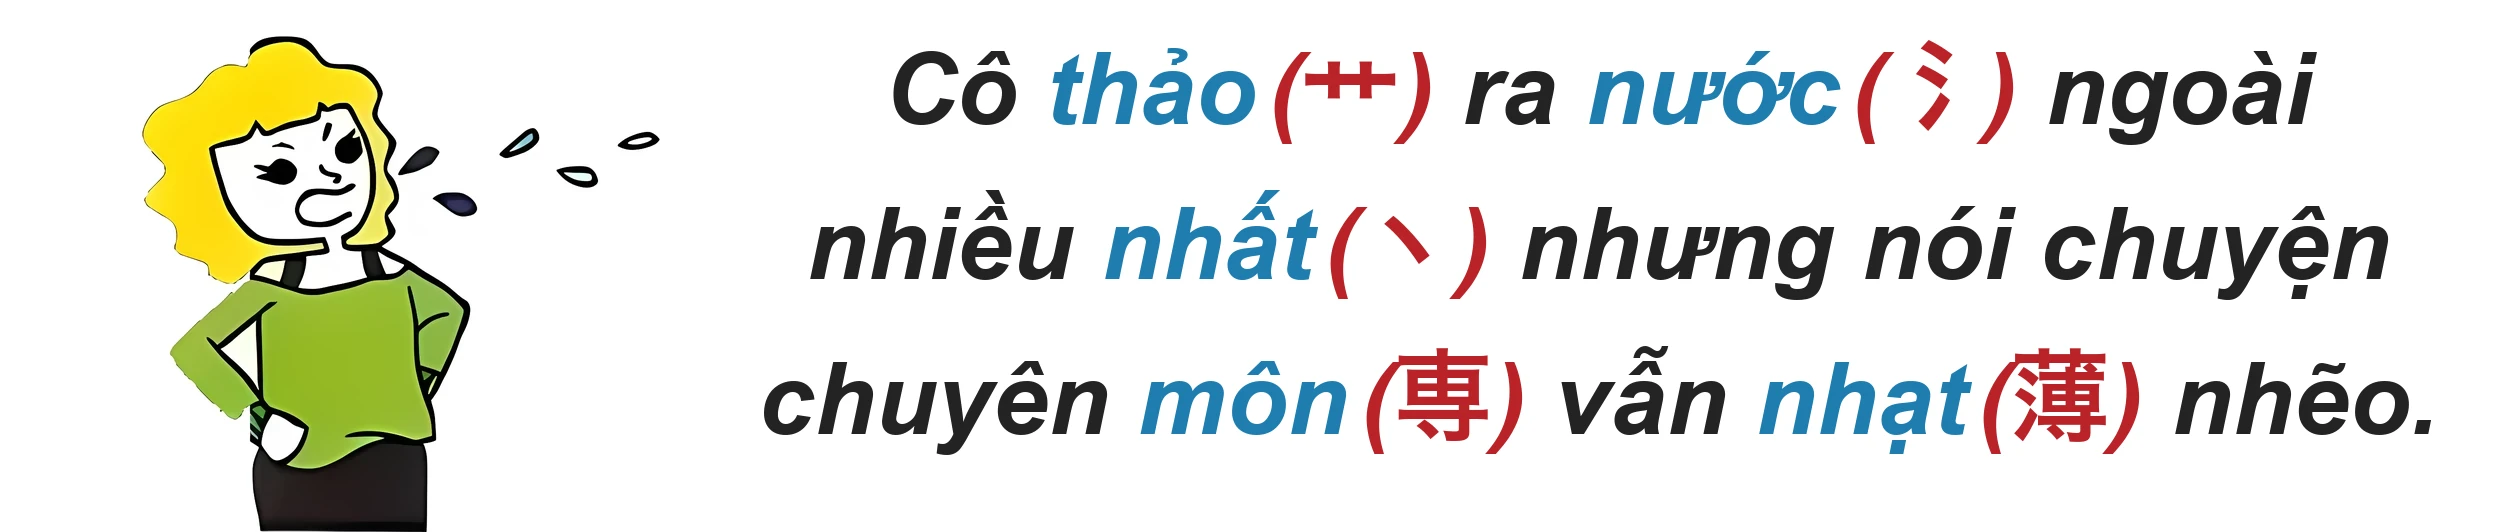 Cô thảo(艹) ra nước(氵) ngoài
nhiều nhất(丶) nhưng nói chuyện
chuyên môn(専) vẫn nhạt(薄) nhẽo.